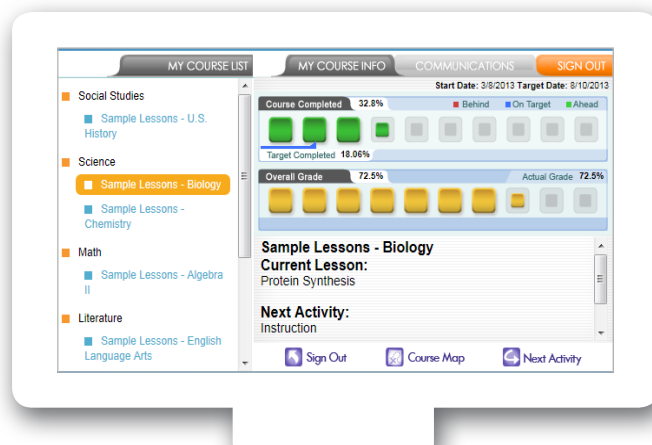 MY COURSE LIST
MY COURSE INFO
COMMUNICATIONS
SIGN OUT
Social Studies
Sample Lessons - U.S.
History
Science
Sample Lessons - Biology
Sample Lessons -
Chemistry
Math
Sample Lessons - Algebra
II
Literature
Sample Lessons - English
Language Arts
Start Date: 3/8/2013 Target Date: 8/10/2013
Course Completed 32.8%
Behind
On Target
Ahead
Target Completed 18.06%
Overall Grade 72.5%
Actual Grade 72.5%
Sample Lessons - Biology
Current Lesson:
Protein Synthesis
Next Activity:
Instruction
Sign Out
Course Map
Next Activity